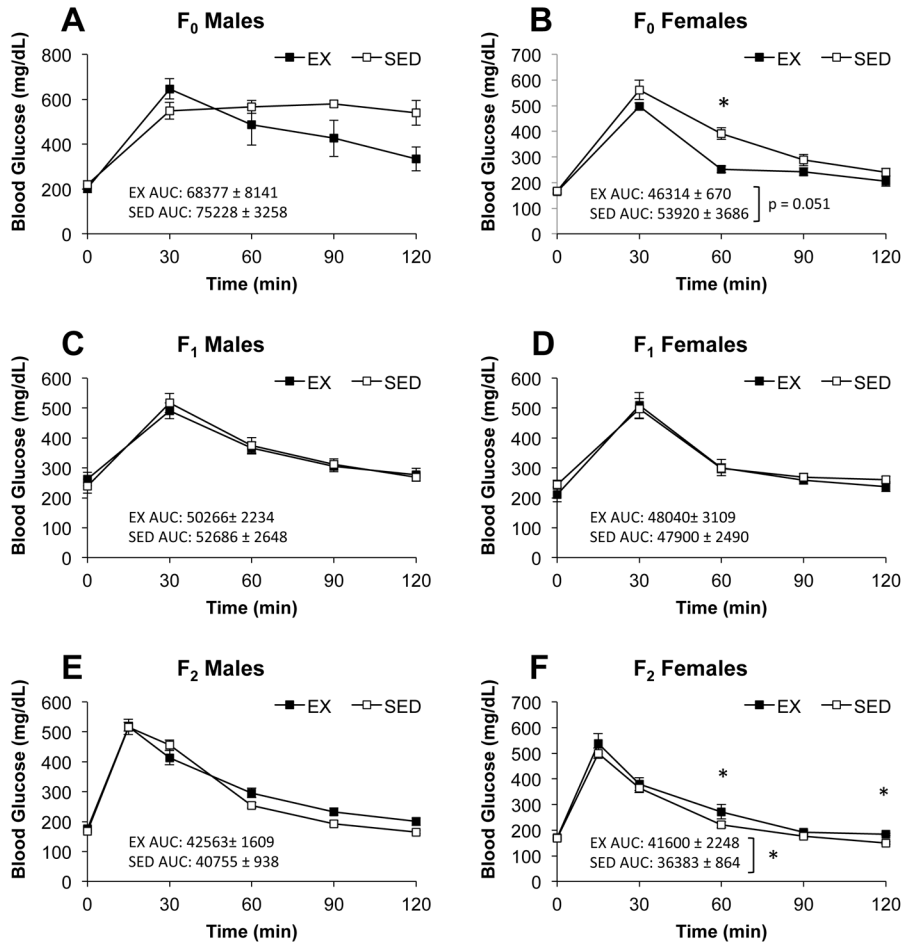 A
F0 Males
EX SED
Blood Glucose (mg/dL)
800
600
400
200
0
EX AUC: 68377 ± 8141
SED AUC: 75228 ± 3258
0 30 60 90 120
Time (min)
B
F0 Females
EX SED
Blood Glucose (mg/dL)
700
600
500
400
300
200
100
0
*
EX AUC: 46314 ± 670
SED AUC: 53920 ± 3686
p = 0.051
0 30 60 90 120
Time (min)
C
F1 Males
EX SED
Blood Glucose (mg/dL)
600
500
400
300
200
100
0
EX AUC: 50266± 2234
SED AUC: 52686 ± 2648
0 30 60 90 120
Time (min)
D
F1 Females
EX SED
Blood Glucose (mg/dL)
600
500
400
300
200
100
0
EX AUC: 48040± 3109
SED AUC: 47900 ± 2490
0 30 60 90 120
Time (min)
E
F2 Males
EX SED
Blood Glucose (mg/dL)
600
500
400
300
200
100
0
EX AUC: 42563± 1609
SED AUC: 40755 ± 938
0 30 60 90 120
Time (min)
F
F2 Females
EX SED
Blood Glucose (mg/dL)
700
600
500
400
300
200
100
0
* *
EX AUC: 41600 ± 2248
SED AUC: 36383 ± 864
*
0 30 60 90 120
Time (min)